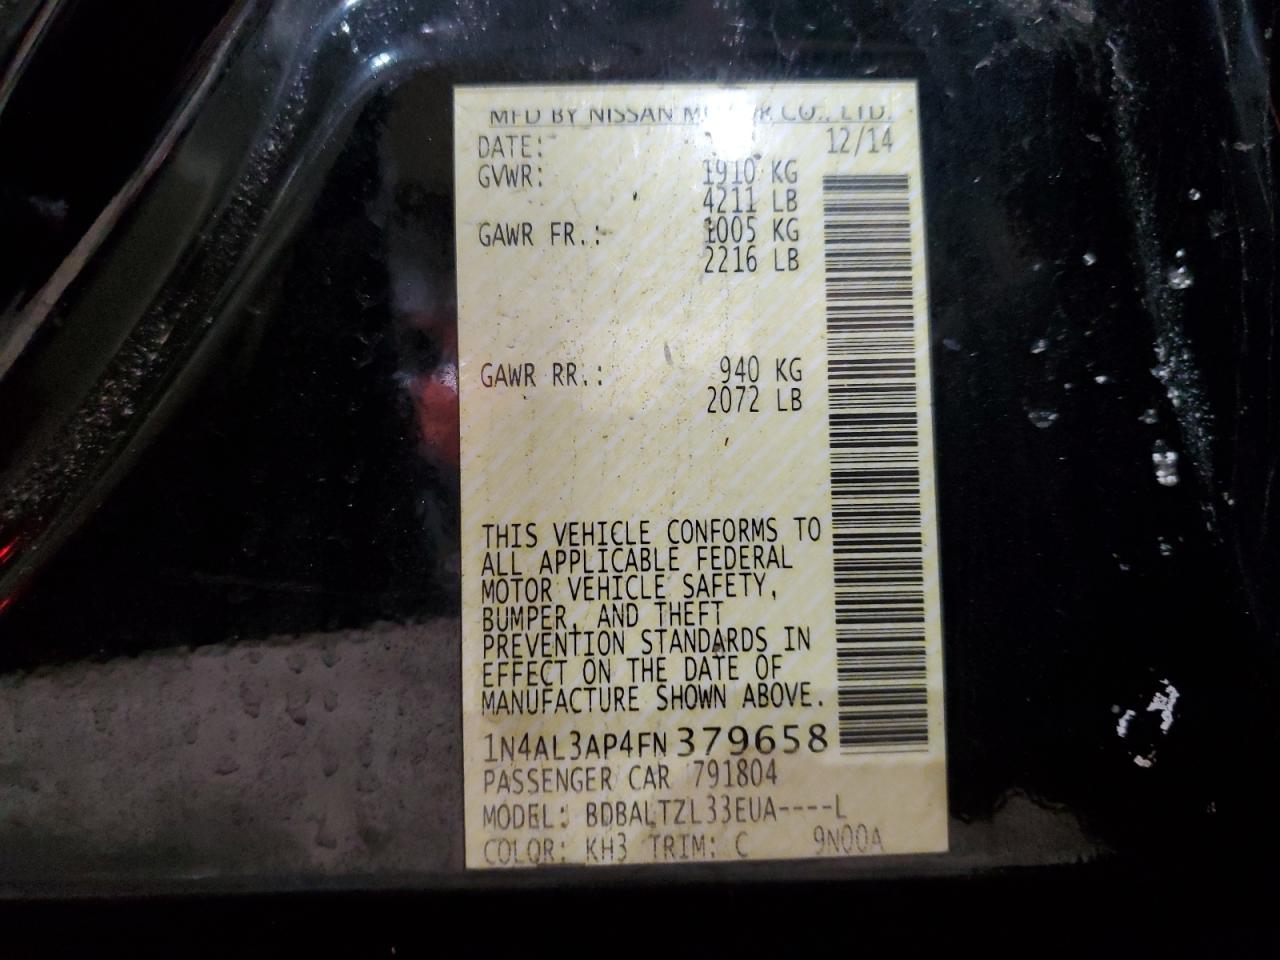 MFD BY NISSAN MOTOR CO., LTD.
DATE: 12/14
GVWR: 1910 KG
4211 LB
GAWR FR.: 1005 KG
2216 LB
GAWR RR.: 940 KG
2072 LB
THIS VEHICLE CONFORMS TO
ALL APPLICABLE FEDERAL
MOTOR VEHICLE SAFETY,
BUMPER, AND THEFT
PREVENTION STANDARDS IN
EFFECT ON THE DATE OF
MANUFACTURE SHOWN ABOVE.
1N4AL3AP4FN379658
PASSENGER CAR 791804
MODEL: BDBALTZL33EUA----L
COLOR: KH3 TRIM: C 9N00A